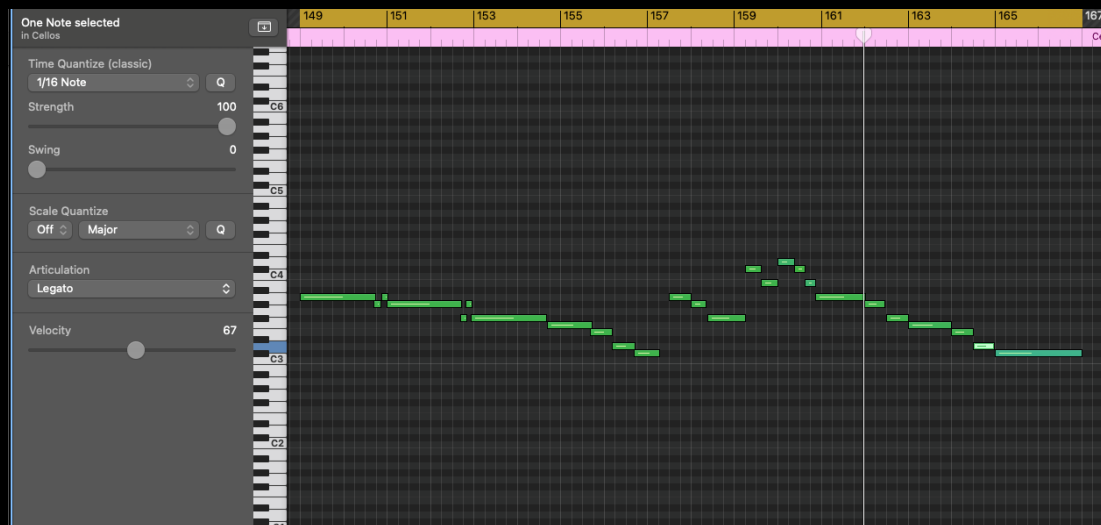 One Note selected
in Cellos
Time Quantize (classic)
1/16 Note
Q
Strength
100
Swing
0
Scale Quantize
Off
Major
Q
Articulation
Legato
Velocity
67
149
151
153
155
157
159
161
163
165
167
C6
C5
C4
C3
C2